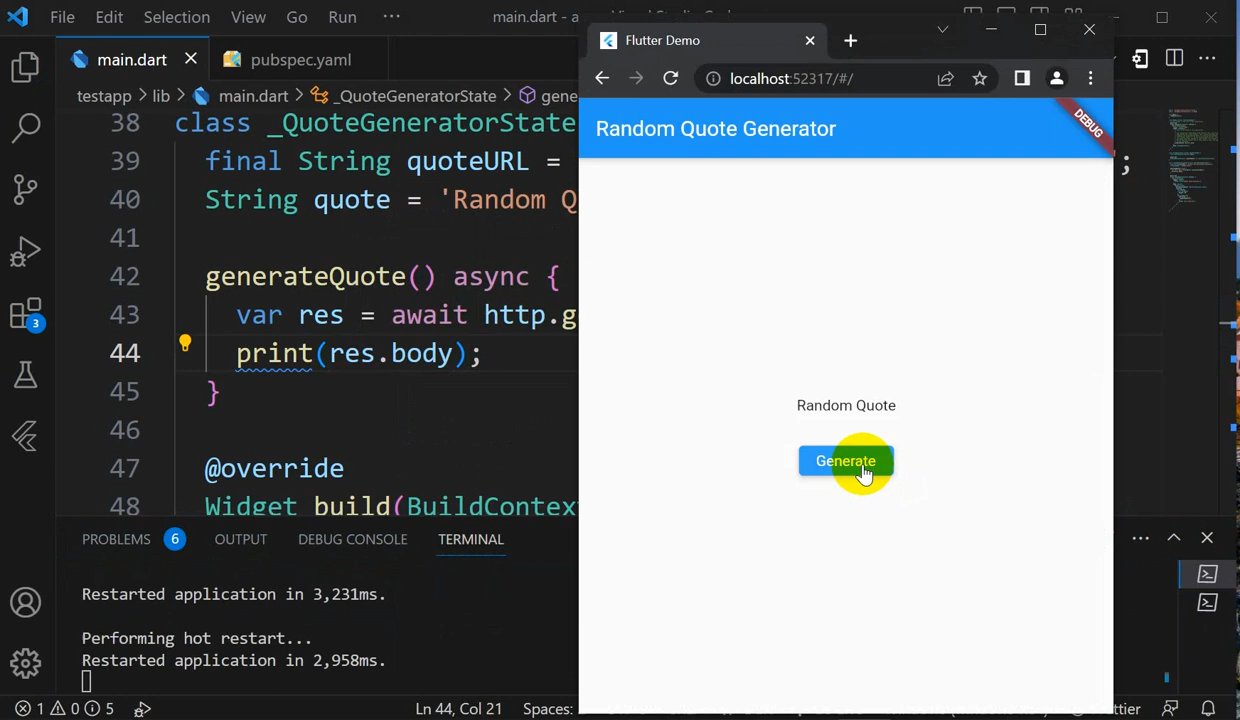 File Edit Selection View Go Run ···
main.dart - a
main.dart
pubspec.yaml
testapp > lib > main.dart > _QuoteGeneratorState > gene
38 class _QuoteGeneratorState
39 final String quoteURL = ;
40 String quote = 'Random Q
41
42 generateQuote() async {
43 var res = await http.g
44 print(res.body);
45 }
46
47 @override
48 Widget build(BuildContex
3
PROBLEMS 6 OUTPUT DEBUG CONSOLE TERMINAL
Restarted application in 3,231ms.
Performing hot restart...
Restarted application in 2,958ms.
1 0 5 Ln 44, Col 21 Spaces:
Flutter Demo
localhost:52317/#/
Random Quote Generator
DEBUG
Random Quote
Generate